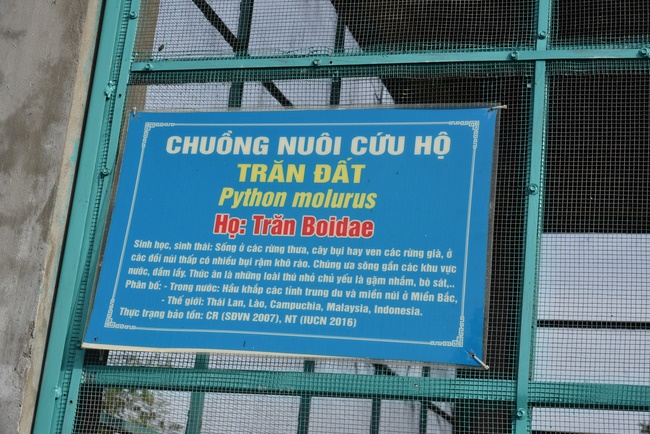 CHUỒNG NUÔI CỨU HỘ
TRĂN ĐẤT
Python molurus
Họ: Trăn Boidae
Sinh học, sinh thái: Sống ở các rừng thưa, cây bụi hay ven các rừng già, ở
các đồi núi thấp có nhiều bụi rậm khô ráo. Chúng ưa sông gần các khu vực
nước, đầm lầy. Thức ăn là những loài thú nhỏ chủ yếu là gặm nhấm, bò sát,..
Phân bố: - Trong nước: Hầu khắp các tỉnh trung du và miền núi ở Miền Bắc,
- Thế giới: Thái Lan, Lào, Campuchia, Malaysia, Indonesia.
Thực trạng bảo tồn: CR (SĐVN 2007), NT (IUCN 2016)